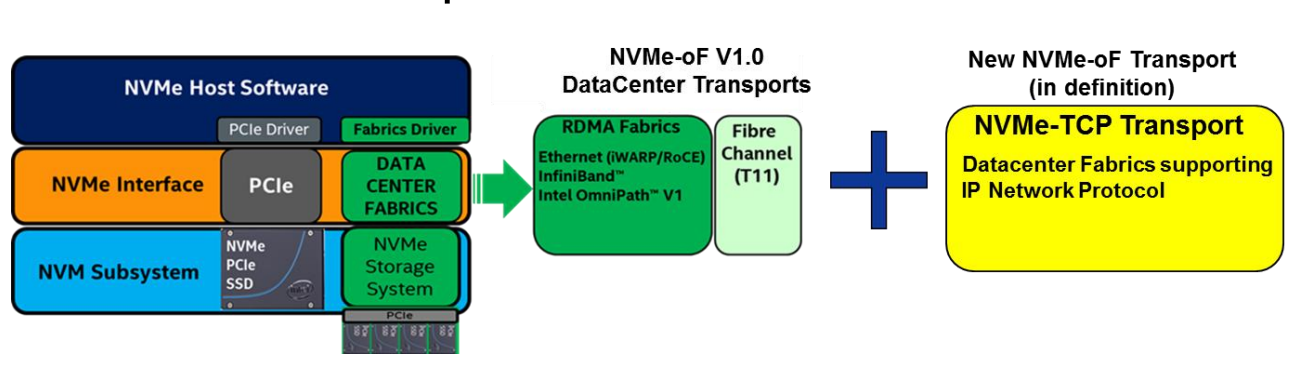 NVMe Host Software
PCIe Driver
Fabrics Driver
NVMe Interface
PCIe
DATA
CENTER
FABRICS
NVM Subsystem
NVMe
PCIe
SSD
NVMe
Storage
System
PCIe
NVMe-oF V1.0
DataCenter Transports
RDMA Fabrics
Ethernet (iWARP/RoCE)
InfiniBand™
Intel OmniPath™ V1
Fibre
Channel
(T11)
New NVMe-oF Transport
(in definition)
NVMe-TCP Transport
Datacenter Fabrics supporting
IP Network Protocol